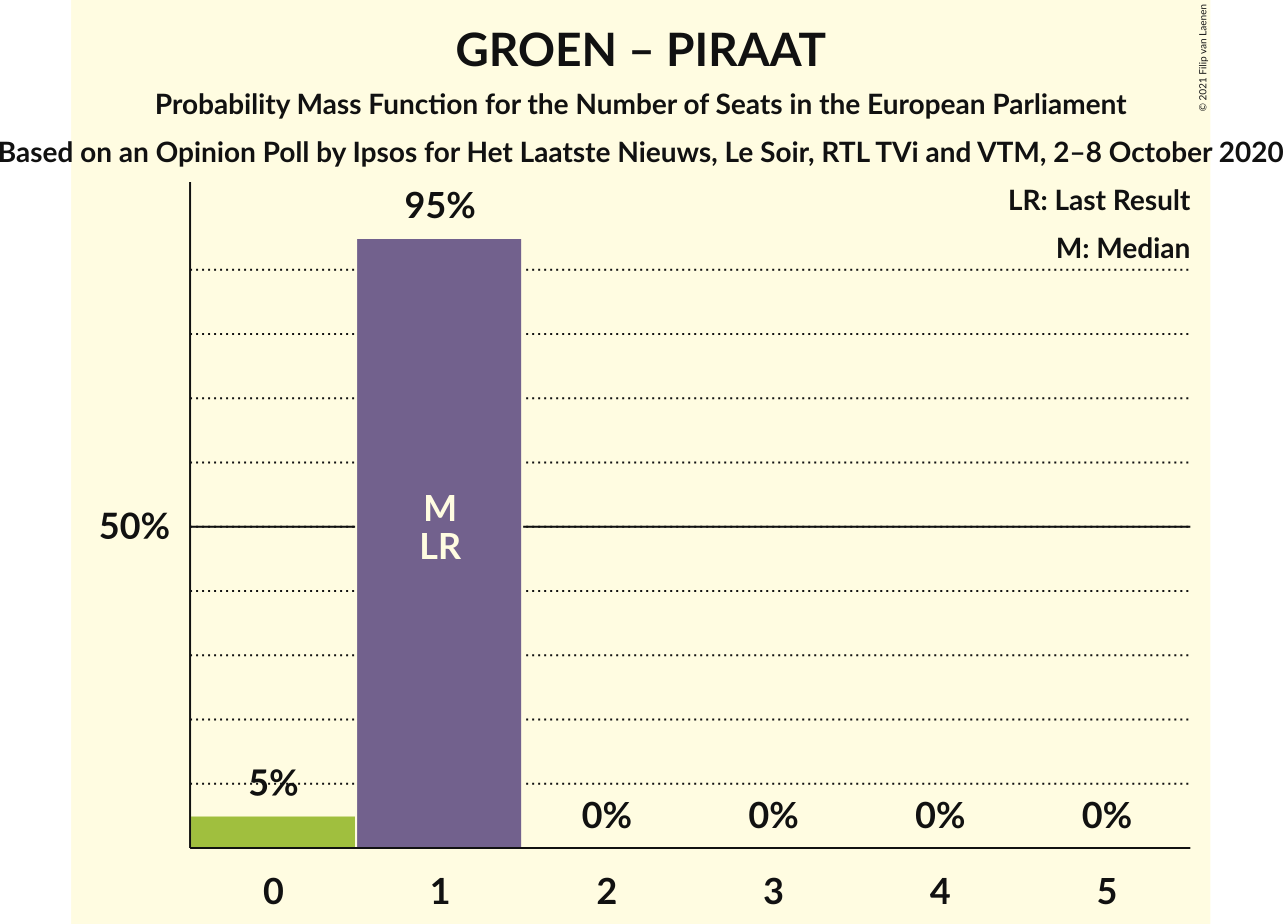 GROEN – PIRAAT
Probability Mass Function for the Number of Seats in the European Parliament
Based on an Opinion Poll by Ipsos for Het Laatste Nieuws, Le Soir, RTL TVi and VTM, 2–8 October 2020
© 2021 Filip van Laenen
LR: Last Result
M: Median
95%
M
LR
50%
5%
0% 0% 0% 0%
0 1 2 3 4 5